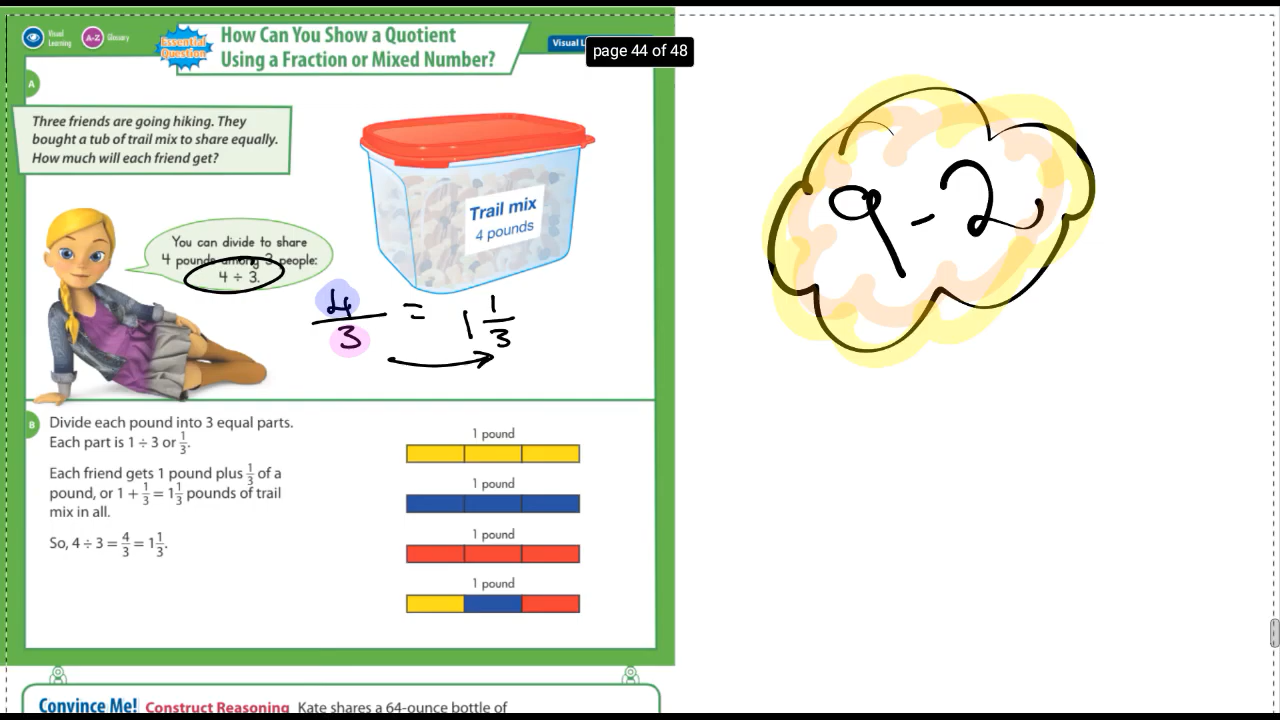 Visual
Learning
A-Z
Glossary
Essential
Question
How Can You Show a Quotient
Using a Fraction or Mixed Number?
Visual L
page 44 of 48
A
Three friends are going hiking. They
bought a tub of trail mix to share equally.
How much will each friend get?
Trail mix
4 pounds
You can divide to share
4 pounds among 3 people:
4 ÷ 3.
4/3 = 1 1/3
9-2
B
Divide each pound into 3 equal parts.
Each part is 1 ÷ 3 or 1/3.
Each friend gets 1 pound plus 1/3 of a
pound, or 1 + 1/3 = 1 1/3 pounds of trail
mix in all.
So, 4 ÷ 3 = 4/3 = 1 1/3.
1 pound
1 pound
1 pound
1 pound
Convince Me! Construct Reasoning Kate shares a 64-ounce bottle of